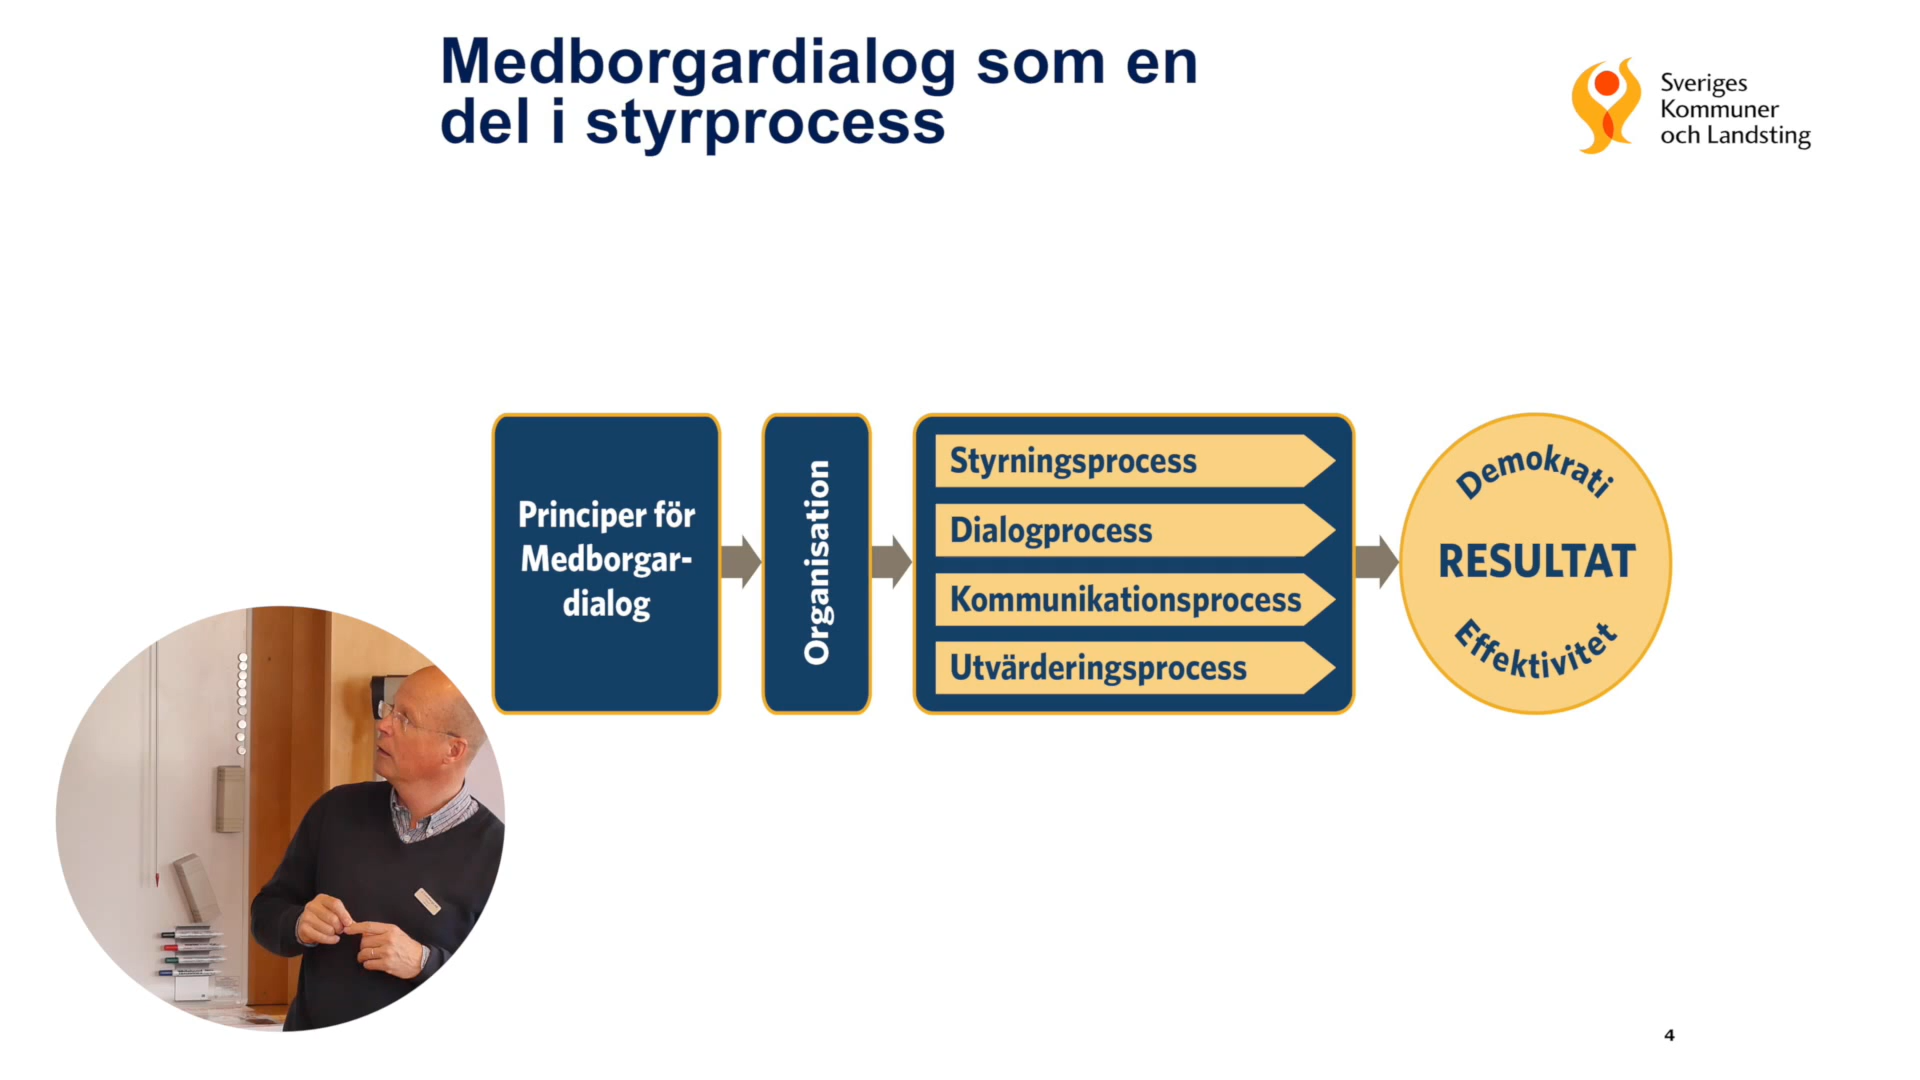 Medborgardialog som en
del i styrprocess
Sveriges
Kommuner
och Landsting
Principer för
Medborgar-
dialog
Organisation
Styrningsprocess
Dialogprocess
Kommunikationsprocess
Utvärderingsprocess
Demokrati
RESULTAT
Effektivitet
4